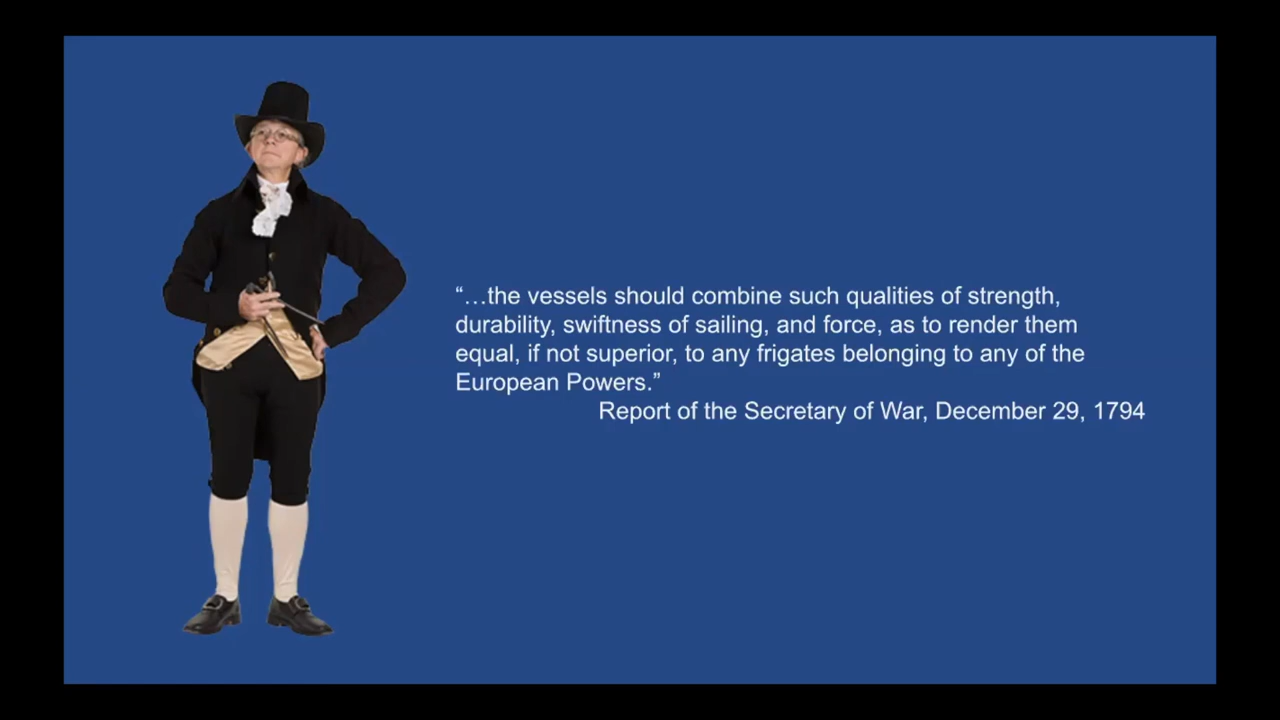 “…the vessels should combine such qualities of strength,
durability, swiftness of sailing, and force, as to render them
equal, if not superior, to any frigates belonging to any of the
European Powers.”
Report of the Secretary of War, December 29, 1794